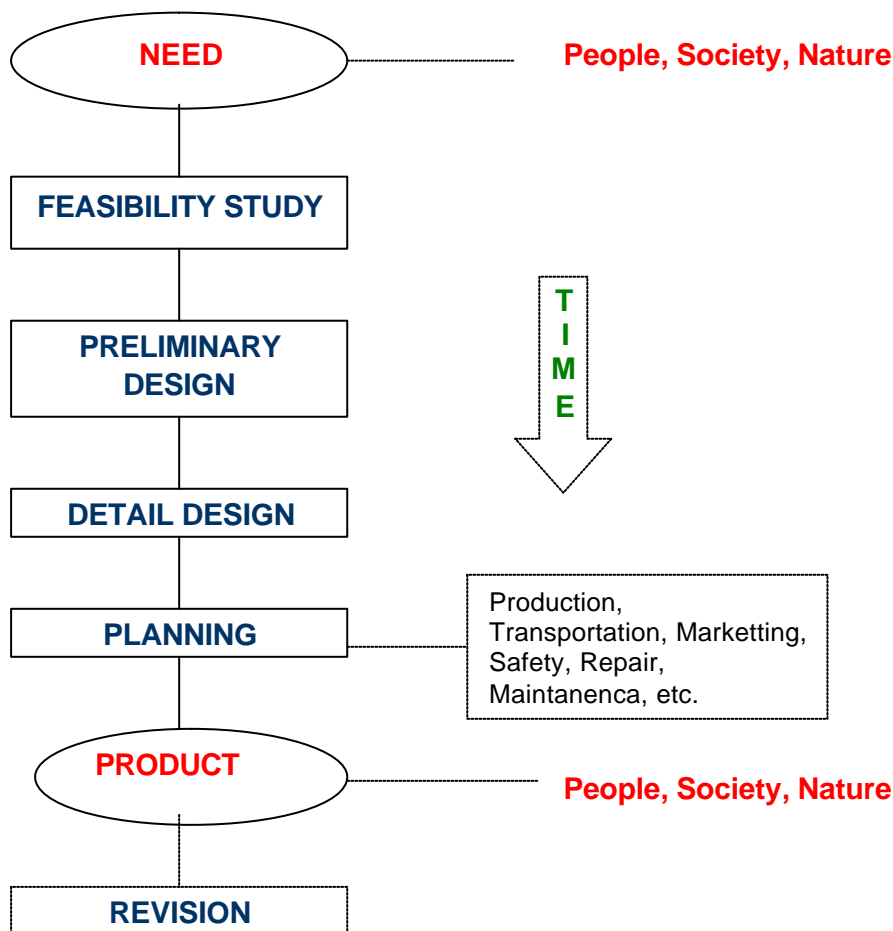 NEED
People, Society, Nature
FEASIBILITY STUDY
T
I
M
E
PRELIMINARY
DESIGN
DETAIL DESIGN
PLANNING
Production,
Transportation, Marketting,
Safety, Repair,
Maintanenca, etc.
PRODUCT
People, Society, Nature
REVISION